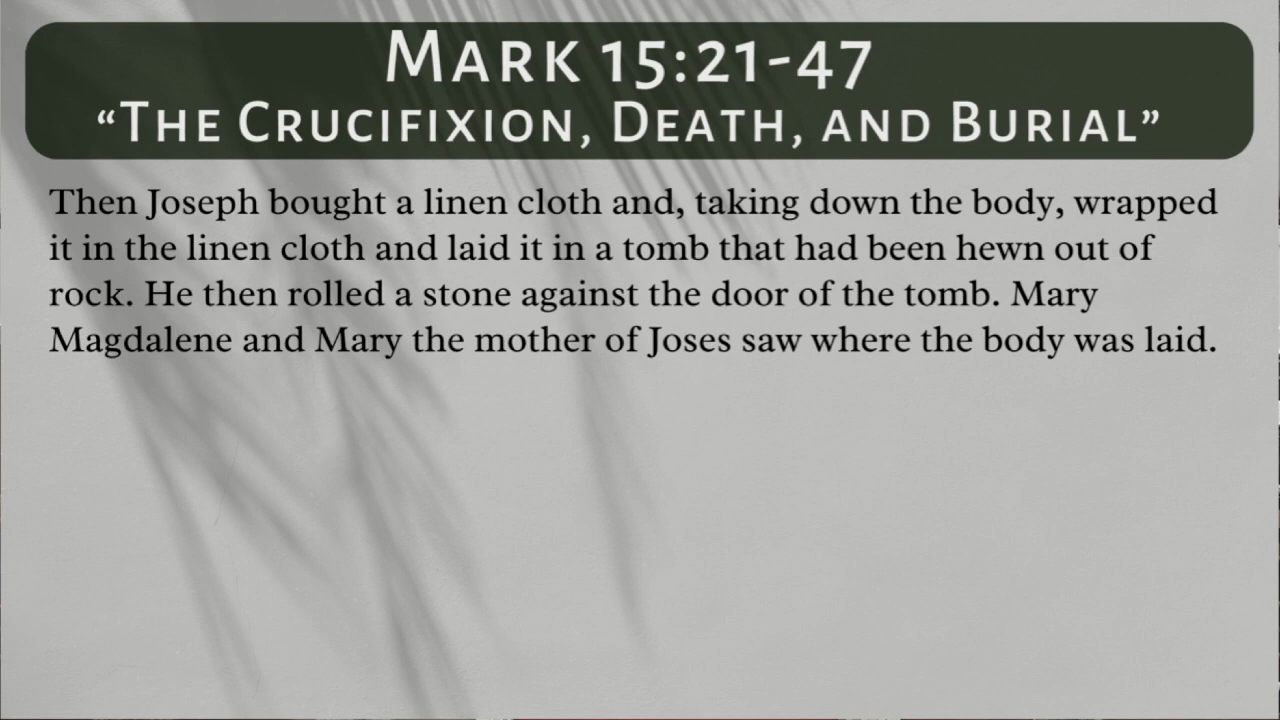 Mark 15:21-47
“The Crucifixion, Death, and Burial”
Then Joseph bought a linen cloth and, taking down the body, wrapped
it in the linen cloth and laid it in a tomb that had been hewn out of
rock. He then rolled a stone against the door of the tomb. Mary
Magdalene and Mary the mother of Joses saw where the body was laid.